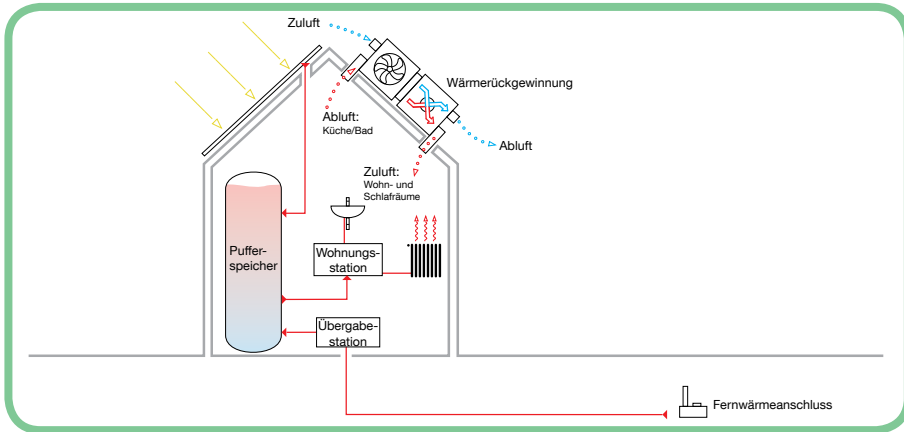 Zuluft
Wärmerückgewinnung
Abluft:
Küche/Bad
Abluft
Zuluft:
Wohn- und
Schlafräume
Puffer-
speicher
Wohnungs-
station
Übergabe-
station
Fernwärmeanschluss